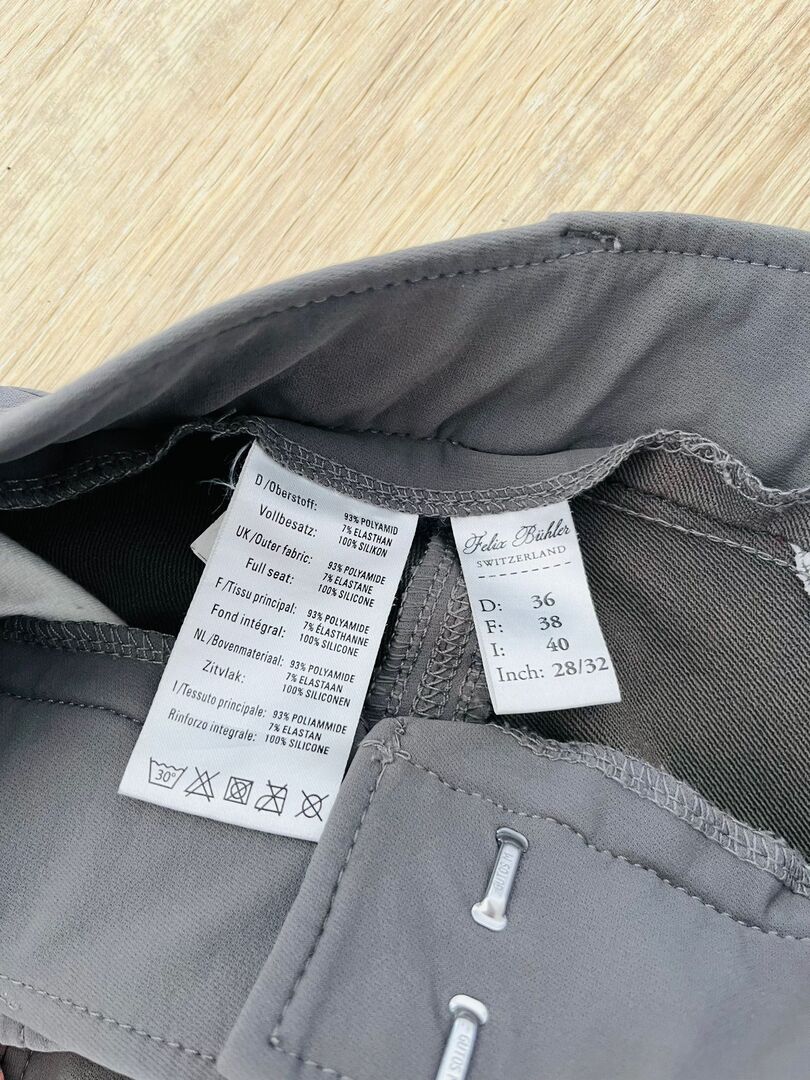 D/Oberstoff: 93% POLYAMID
7% ELASTHAN
Vollbesatz: 100% SILIKON
UK/Outer fabric: 93% POLYAMIDE
7% ELASTANE
Full seat: 100% SILICONE
F/Tissu principal: 93% POLYAMIDE
7% ÉLASTHANNE
Fond intégral: 100% SILICONE
NL/Bovenmateriaal: 93% POLYAMIDE
7% ELASTAAN
Zitvlak: 100% SILICONEN
I/Tessuto principale: 93% POLIAMMIDE
7% ELASTAN
Rinforzo integrale: 100% SILICONE
30°
Felix Bühler
SWITZERLAND
D: 36
F: 38
I: 40
Inch: 28/32